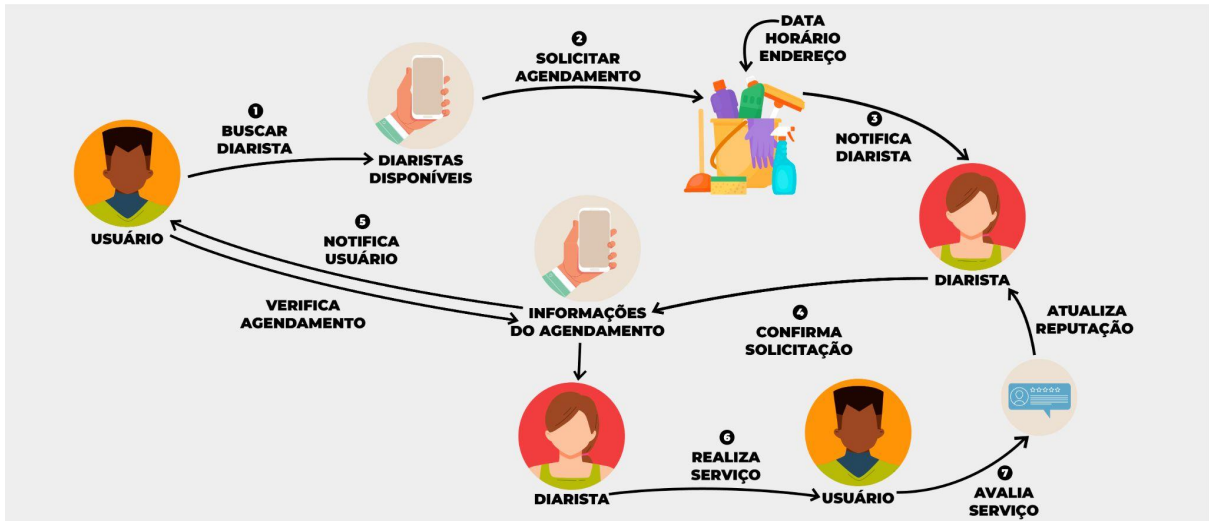 DATA
HORÁRIO
ENDEREÇO
2
SOLICITAR
AGENDAMENTO
1
BUSCAR
DIARISTA
3
NOTIFICA
DIARISTA
DIARISTAS
DISPONÍVEIS
USUÁRIO
5
NOTIFICA
USUÁRIO
DIARISTA
VERIFICA
AGENDAMENTO
INFORMAÇÕES
DO AGENDAMENTO
4
CONFIRMA
SOLICITAÇÃO
ATUALIZA
REPUTAÇÃO
6
REALIZA
SERVIÇO
DIARISTA
USUÁRIO
7
AVALIA
SERVIÇO